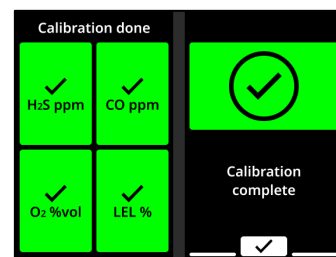 Calibration done
H2S ppm
CO ppm
O2 %vol
LEL %
Calibration
complete